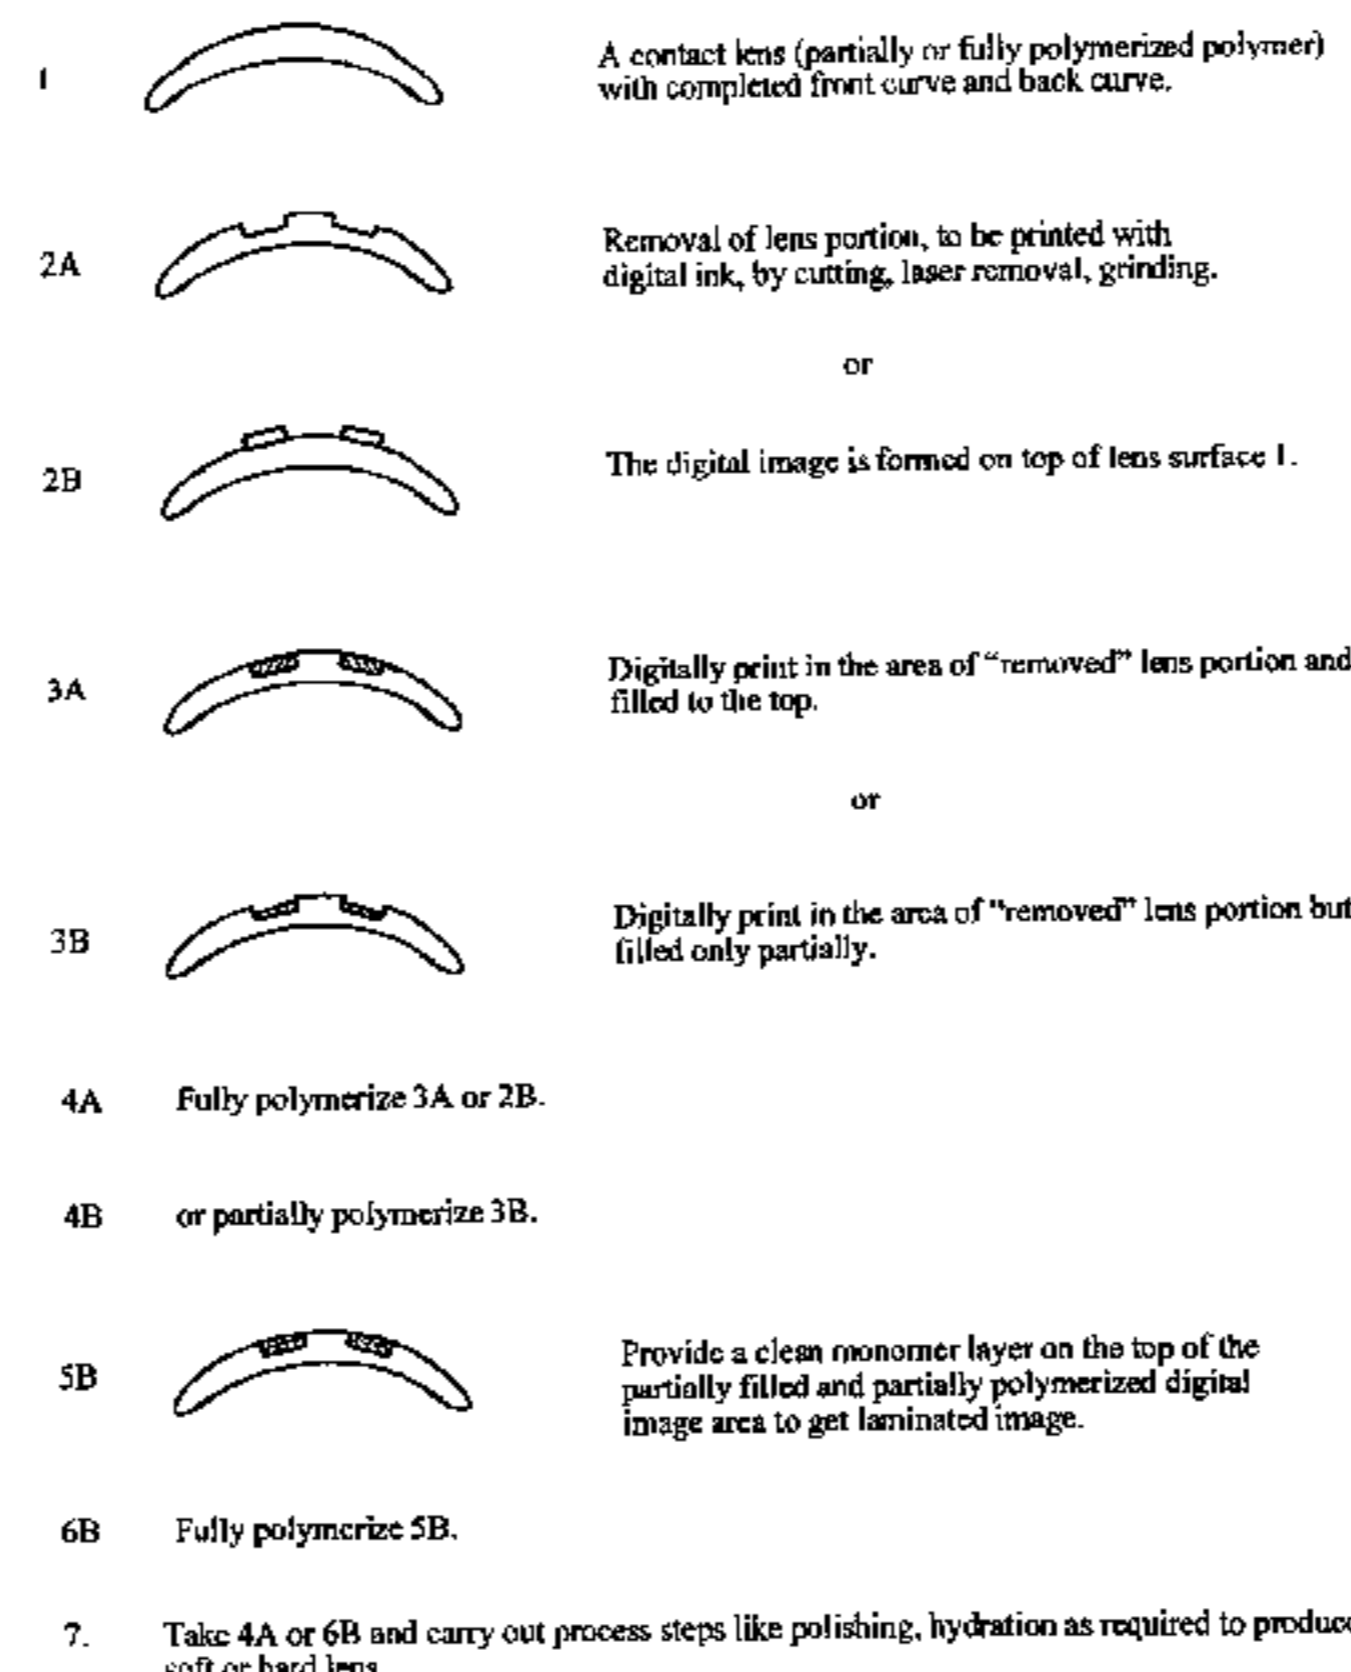 1
A contact lens (partially or fully polymerized polymer)
with completed front curve and back curve.
2A
Removal of lens portion, to be printed with
digital ink, by cutting, laser removal, grinding.
or
2B
The digital image is formed on top of lens surface 1.
3A
Digitally print in the area of “removed” lens portion and
filled to the top.
or
3B
Digitally print in the area of “removed” lens portion but
filled only partially.
4A Fully polymerize 3A or 2B.
4B or partially polymerize 3B.
5B
Provide a clean monomer layer on the top of the
partially filled and partially polymerized digital
image area to get laminated image.
6B Fully polymerize 5B.
7. Take 4A or 6B and carry out process steps like polishing, hydration as required to produce
soft or hard lens